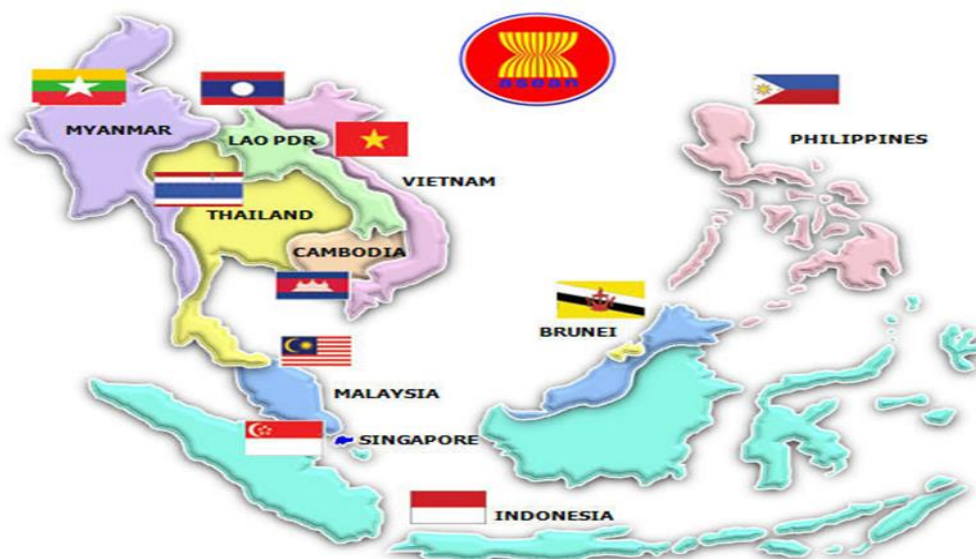 asean
MYANMAR
LAO PDR
PHILIPPINES
VIETNAM
THAILAND
CAMBODIA
BRUNEI
MALAYSIA
SINGAPORE
INDONESIA